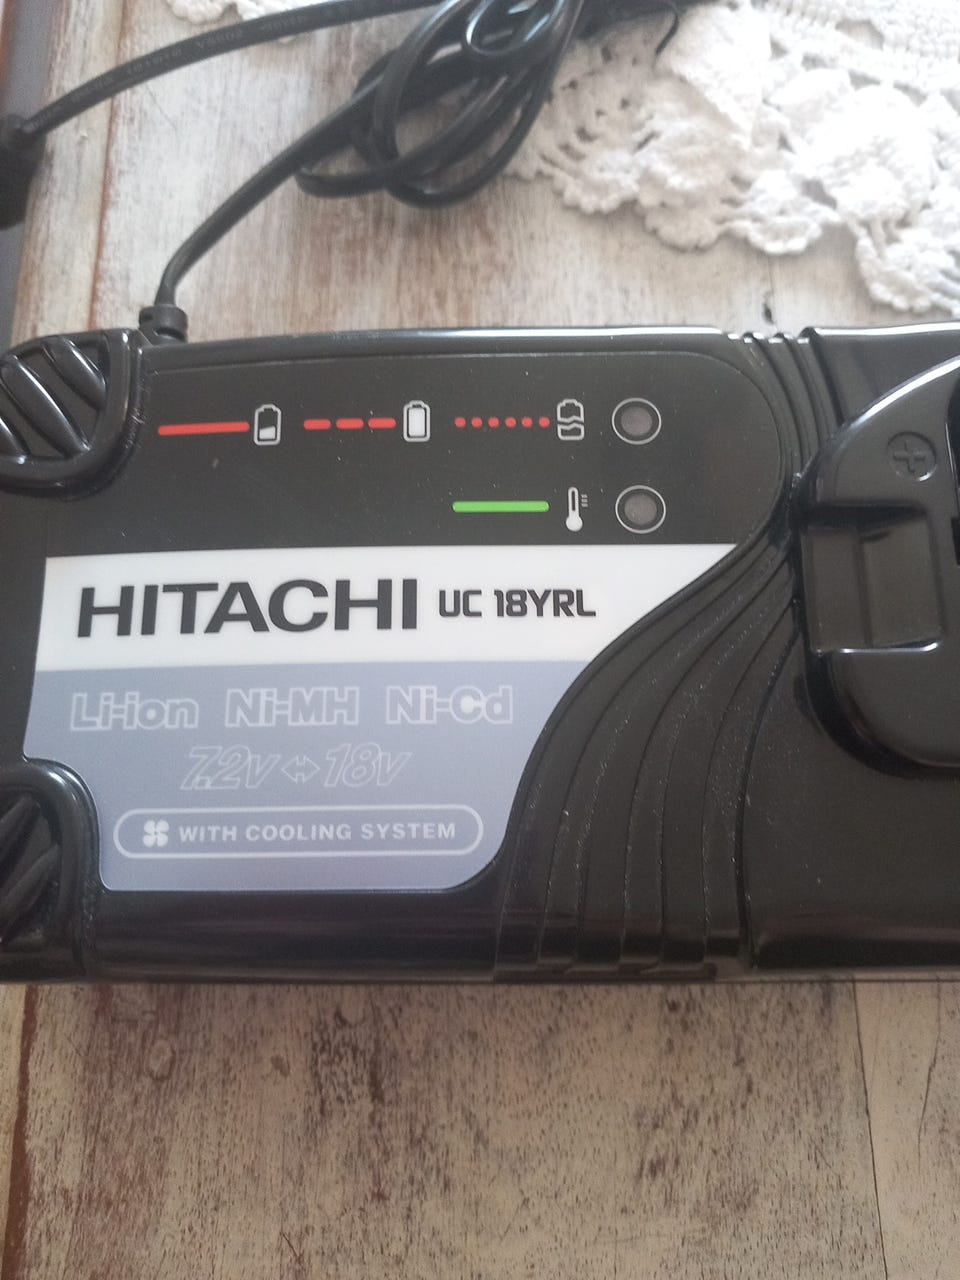 HITACHI UC 18YRL
Li-ion Ni-MH Ni-Cd
7.2v ↔ 18v
WITH COOLING SYSTEM